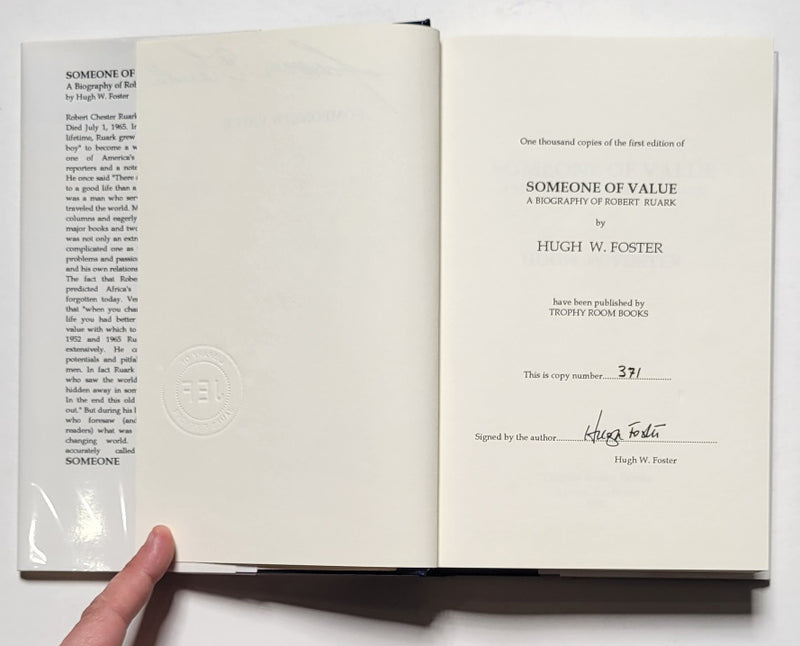 SOMEONE OF
A Biography of Rob
by Hugh W. Foster
Robert Chester Ruark
Died July 1, 1965. In
lifetime, Ruark grew
boy" to become a w
one of America's
reporters and a note
He once said "There i
to a good life than a
was a man who serv
traveled the world. M
columns and eagerly
major books and two
was not only an extra
complicated one as
problems and passio
and his own relations
The fact that Robe
predicted Africa's
forgotten today. Ver
that "when you chan
life you had better
value with which to
1952 and 1965 Ru
extensively. He co
potentials and pitfal
men. In fact Ruark
who saw the world
hidden away in som
In the end this old
out." But during his l
who foresaw (and
readers) what was
changing world.
accurately called
SOMEONE
LIBRARY OF
JEF
One thousand copies of the first edition of
SOMEONE OF VALUE
A BIOGRAPHY OF ROBERT RUARK
by
HUGH W. FOSTER
have been published by
TROPHY ROOM BOOKS
This is copy number 371
Signed by the author Hugh Foster
Hugh W. Foster